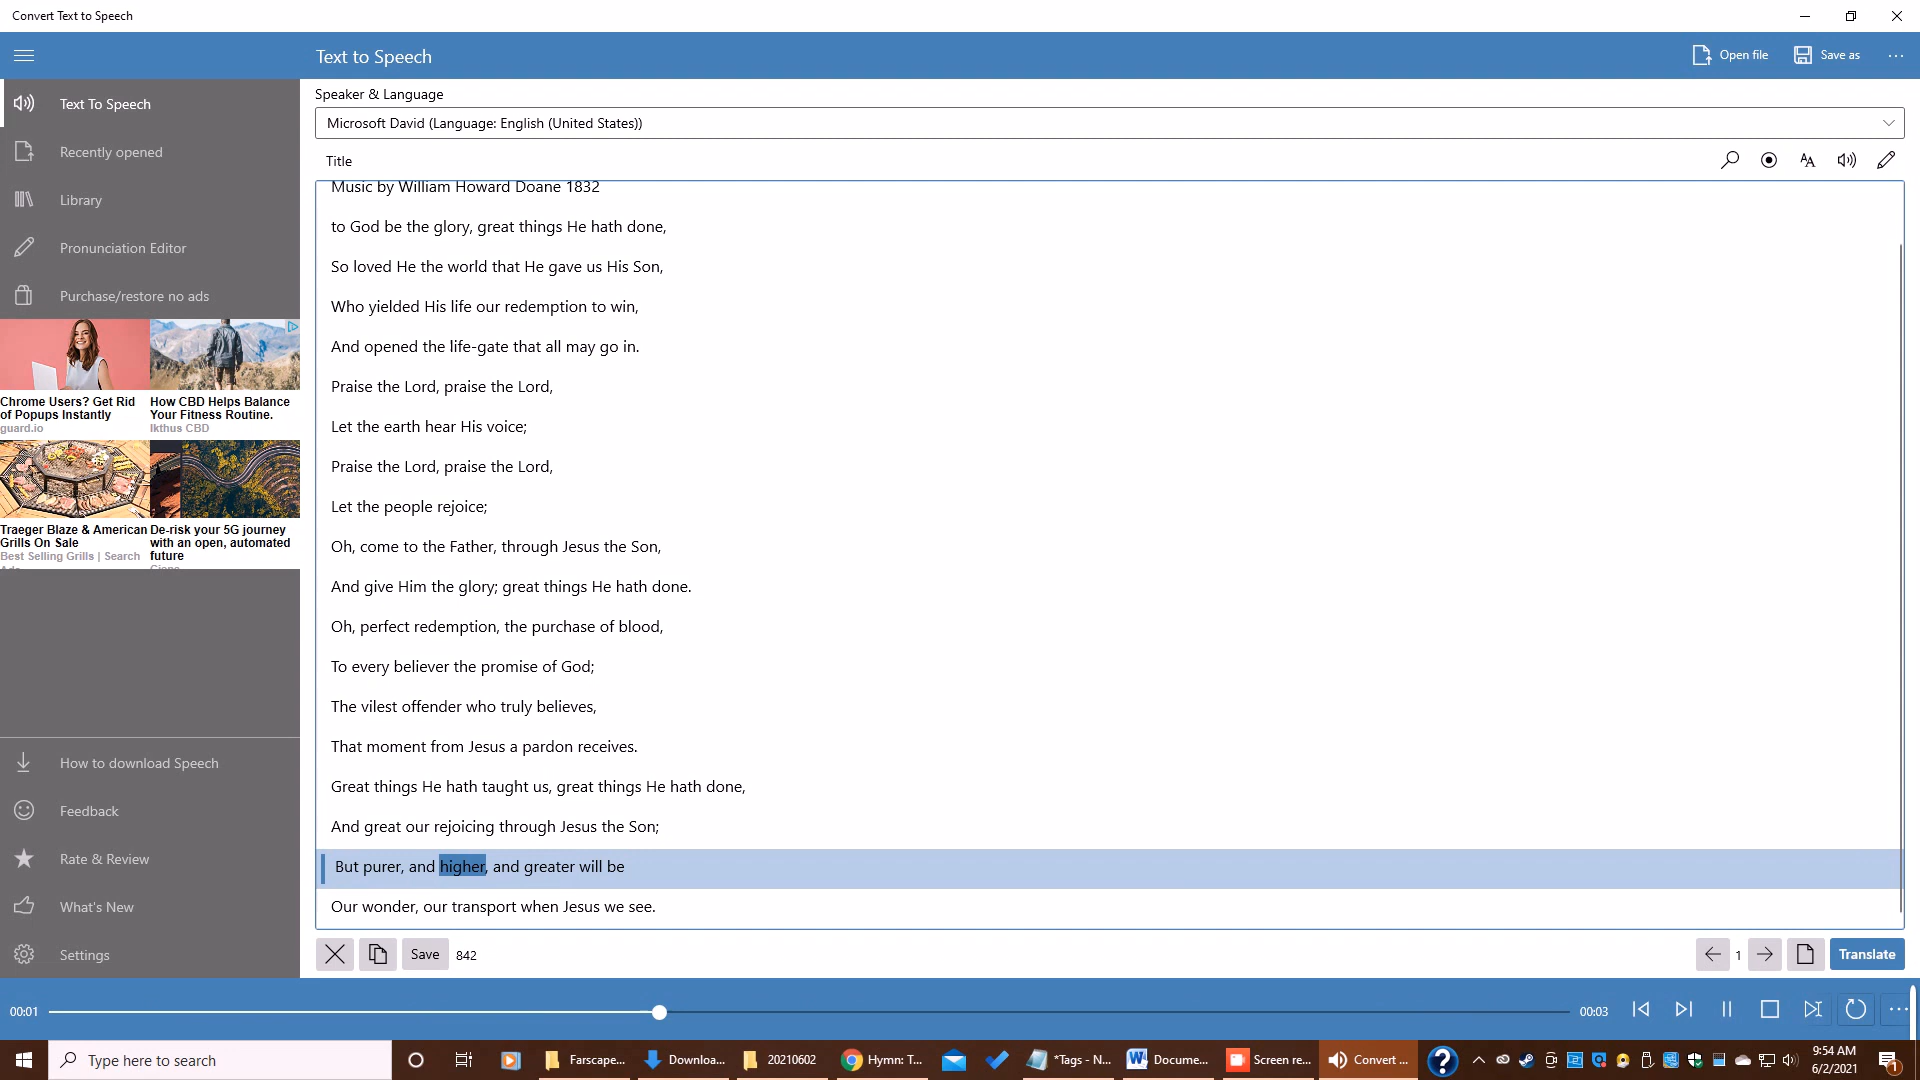 Convert Text to Speech
Text to Speech
Open file
Save as
Text To Speech
Recently opened
Library
Pronunciation Editor
Purchase/restore no ads
Chrome Users? Get Rid
of Popups Instantly
guard.io
How CBD Helps Balance
Your Fitness Routine.
Ikthus CBD
Traeger Blaze & American
Grills On Sale
Best Selling Grills | Search
De-risk your 5G journey
with an open, automated
future
How to download Speech
Feedback
Rate & Review
What's New
Settings
Speaker & Language
Microsoft David (Language: English (United States))
Title
Music by William Howard Doane 1832
to God be the glory, great things He hath done,
So loved He the world that He gave us His Son,
Who yielded His life our redemption to win,
And opened the life-gate that all may go in.
Praise the Lord, praise the Lord,
Let the earth hear His voice;
Praise the Lord, praise the Lord,
Let the people rejoice;
Oh, come to the Father, through Jesus the Son,
And give Him the glory; great things He hath done.
Oh, perfect redemption, the purchase of blood,
To every believer the promise of God;
The vilest offender who truly believes,
That moment from Jesus a pardon receives.
Great things He hath taught us, great things He hath done,
And great our rejoicing through Jesus the Son;
But purer, and higher, and greater will be
Our wonder, our transport when Jesus we see.
Save 842
1
Translate
00:01
00:03
Type here to search
Farscape...
Downloa...
20210602
Hymn: T...
*Tags - N...
Docume...
Screen re...
Convert ...
9:54 AM
6/2/2021
1